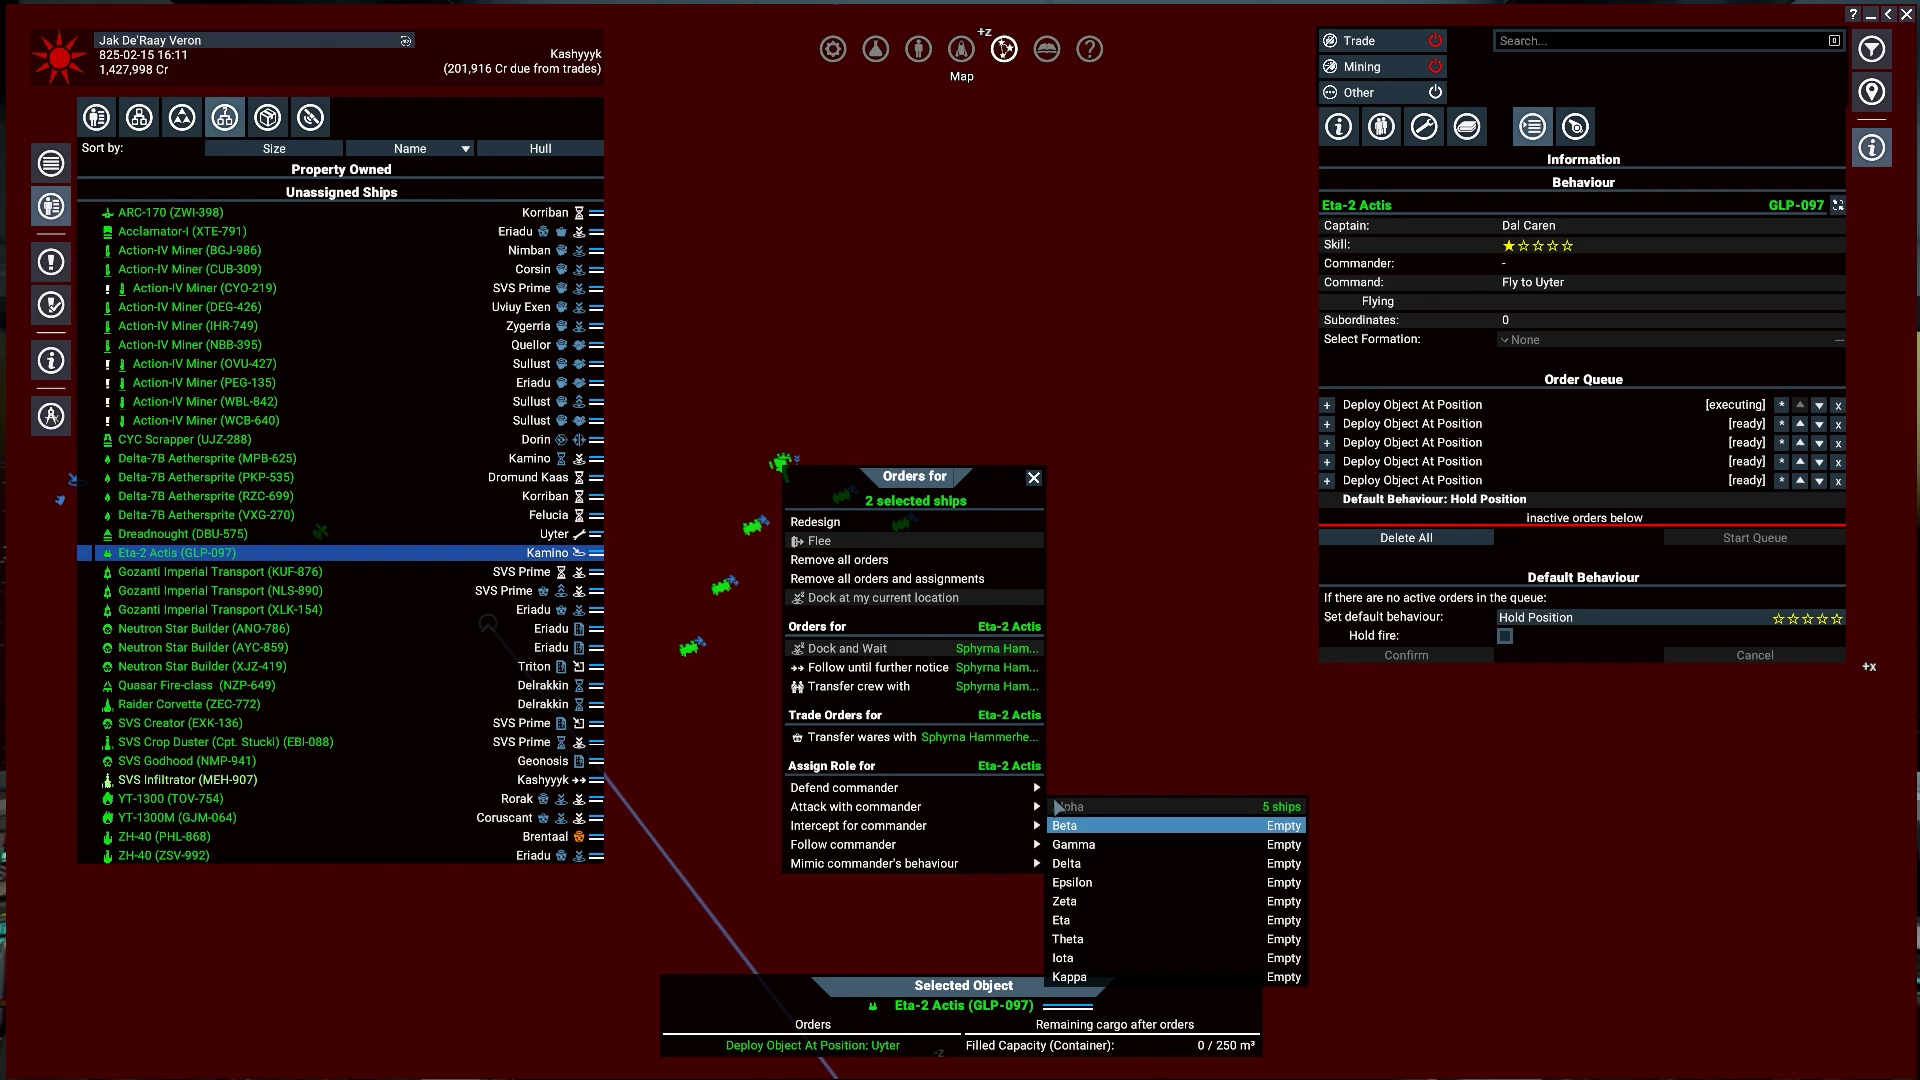 Jak De'Raay Veron
825-02-15 16:11
1,427,998 Cr
Kashyyyk
(201,916 Cr due from trades)
+z
Map
Sort by:
Size
Name
Hull
Property Owned
Unassigned Ships
ARC-170 (ZWI-398) Korriban
Acclamator-I (XTE-791) Eriadu
Action-IV Miner (BGJ-986) Nimban
Action-IV Miner (CUB-309) Corsin
Action-IV Miner (CYO-219) SVS Prime
Action-IV Miner (DEG-426) Uviuy Exen
Action-IV Miner (IHR-749) Zygerria
Action-IV Miner (NBB-395) Quellor
Action-IV Miner (OVU-427) Sullust
Action-IV Miner (PEG-135) Eriadu
Action-IV Miner (WBL-842) Sullust
Action-IV Miner (WCB-640) Sullust
CYC Scrapper (UJZ-288) Dorin
Delta-7B Aethersprite (MPB-625) Kamino
Delta-7B Aethersprite (PKP-535) Dromund Kaas
Delta-7B Aethersprite (RZC-699) Korriban
Delta-7B Aethersprite (VXG-270) Felucia
Dreadnought (DBU-575) Uyter
Eta-2 Actis (GLP-097) Kamino
Gozanti Imperial Transport (KUF-876) SVS Prime
Gozanti Imperial Transport (NLS-890) SVS Prime
Gozanti Imperial Transport (XLK-154) Eriadu
Neutron Star Builder (ANO-786) Eriadu
Neutron Star Builder (AYC-859) Eriadu
Neutron Star Builder (XJZ-419) Triton
Quasar Fire-class (NZP-649) Delrakkin
Raider Corvette (ZEC-772) Delrakkin
SVS Creator (EXK-136) SVS Prime
SVS Crop Duster (Cpt. Stucki) (EBI-088) SVS Prime
SVS Godhood (NMP-941) Geonosis
SVS Infiltrator (MEH-907) Kashyyyk
YT-1300 (TOV-754) Rorak
YT-1300M (GJM-064) Coruscant
ZH-40 (PHL-868) Brentaal
ZH-40 (ZSV-992) Eriadu
Orders for
2 selected ships
Redesign
Flee
Remove all orders
Remove all orders and assignments
Dock at my current location
Orders for Eta-2 Actis
Dock and Wait Sphyrna Ham...
Follow until further notice Sphyrna Ham...
Transfer crew with Sphyrna Ham...
Trade Orders for Eta-2 Actis
Transfer wares with Sphyrna Hammerhe...
Assign Role for Eta-2 Actis
Defend commander
Attack with commander
Intercept for commander
Follow commander
Mimic commander's behaviour
5 ships
Beta Empty
Gamma Empty
Delta Empty
Epsilon Empty
Zeta Empty
Eta Empty
Theta Empty
Iota Empty
Kappa Empty
Selected Object
Eta-2 Actis (GLP-097)
Orders
Remaining cargo after orders
Deploy Object At Position: Uyter
Filled Capacity (Container): 0 / 250 m³
-z
Trade
Mining
Other
Search...
Information
Behaviour
Eta-2 Actis GLP-097
Captain: Dal Caren
Skill:
Commander: -
Command: Fly to Uyter
Flying
Subordinates: 0
Select Formation: None
Order Queue
+ Deploy Object At Position [executing] * x
+ Deploy Object At Position [ready] * x
+ Deploy Object At Position [ready] * x
+ Deploy Object At Position [ready] * x
+ Deploy Object At Position [ready] * x
Default Behaviour: Hold Position
inactive orders below
Delete All
Start Queue
Default Behaviour
If there are no active orders in the queue:
Set default behaviour: Hold Position
Hold fire:
Confirm
Cancel
+x